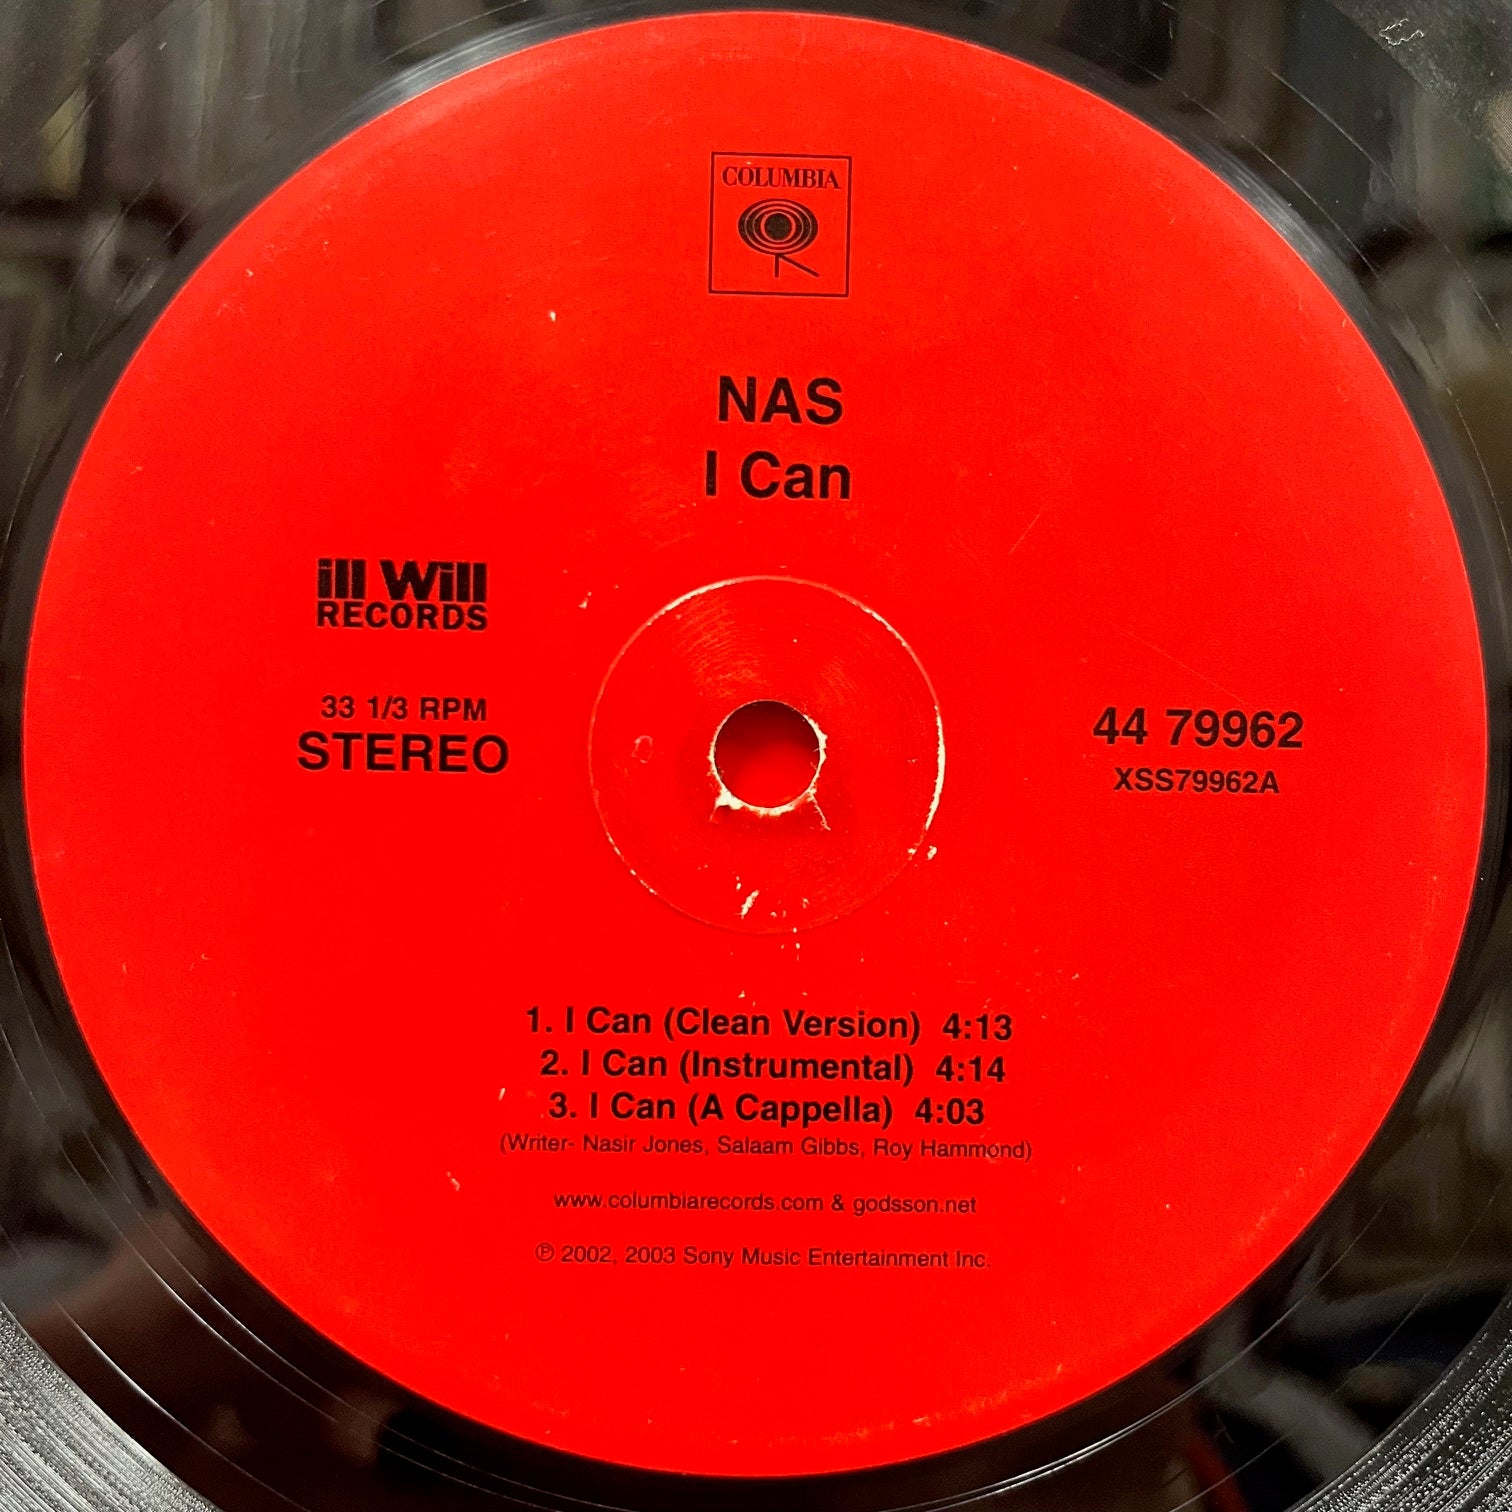 COLUMBIA
NAS
I Can
ill Will
RECORDS
33 1/3 RPM
STEREO
44 79962
XSS79962A
1. I Can (Clean Version) 4:13
2. I Can (Instrumental) 4:14
3. I Can (A Cappella) 4:03
(Writer- Nasir Jones, Salaam Gibbs, Roy Hammond)
www.columbiarecords.com & godsson.net
℗ 2002, 2003 Sony Music Entertainment Inc.